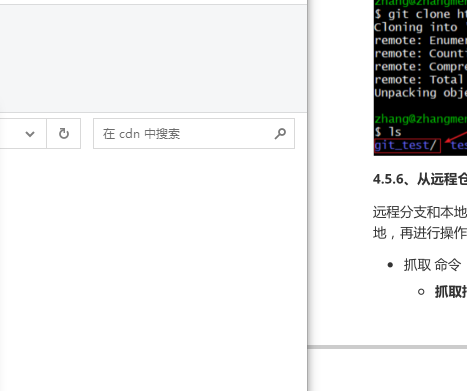 在 cdn 中搜索
zhang@zhangmen
$ git clone ht
Cloning into
remote: Enumer
remote: Counti
remote: Compre
remote: Total
Unpacking obje
zhang@zhangmen
$ ls
git_test/ tes
4.5.6、从远程仓
远程分支和本地
地，再进行操作
抓取 命令
抓取